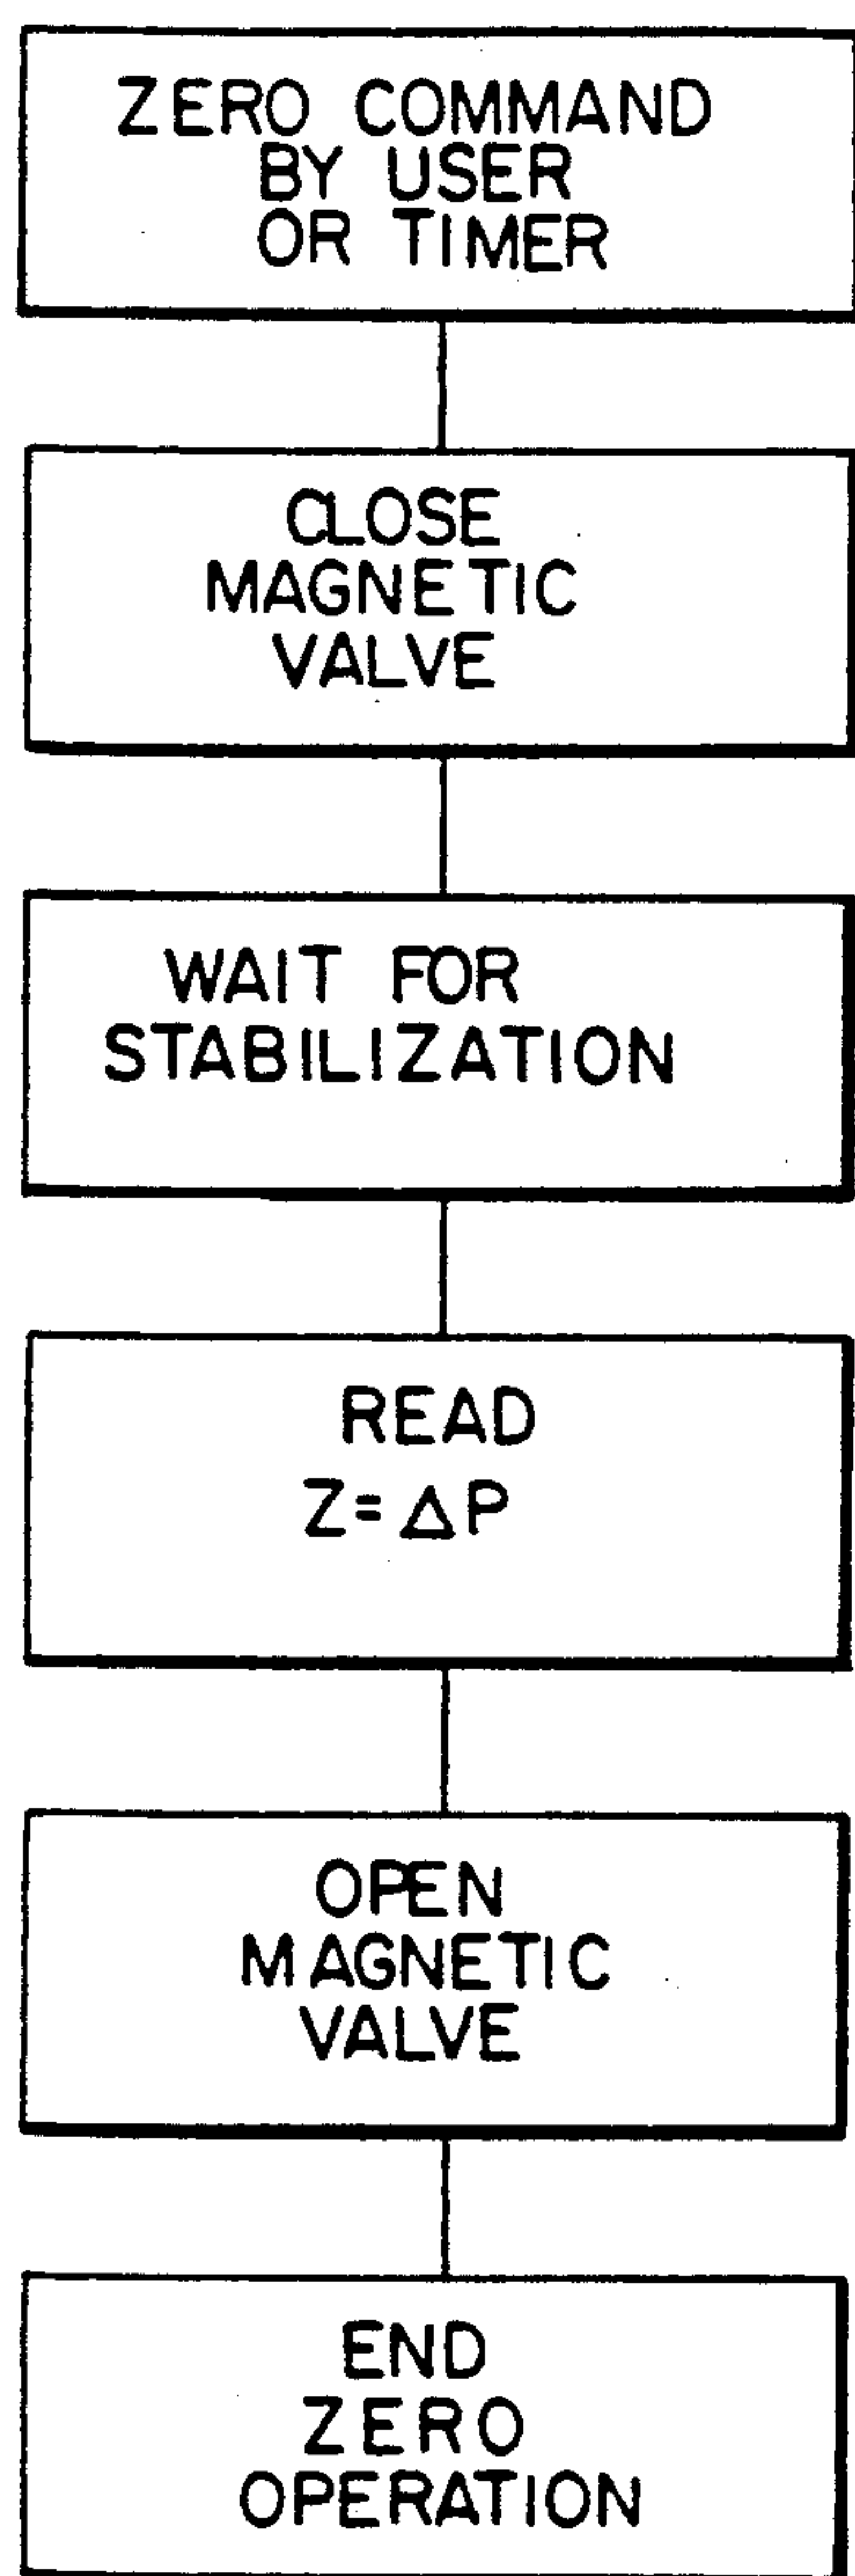 ZERO COMMAND
BY USER
OR TIMER
CLOSE
MAGNETIC
VALVE
WAIT FOR
STABILIZATION
READ
Z=ΔP
OPEN
MAGNETIC
VALVE
END
ZERO
OPERATION